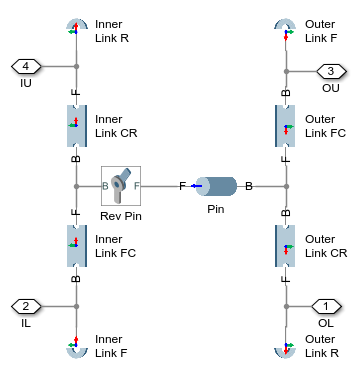 Inner
Link R
Outer
Link F
4
IU
3
OU
F
B
Inner
Link CR
Outer
Link FC
B
F
B
F
Rev Pin
F
B
Pin
F
B
Inner
Link FC
Outer
Link CR
B
F
2
IL
1
OL
Inner
Link F
Outer
Link R